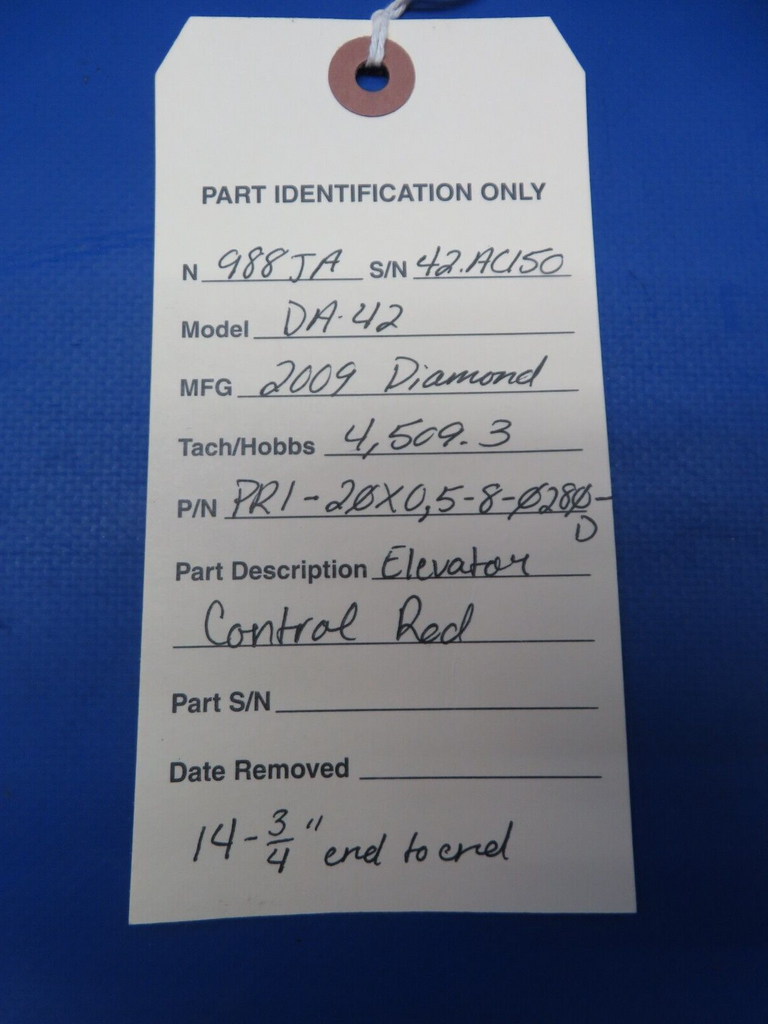 PART IDENTIFICATION ONLY
N 988JA S/N 42.AC150
Model DA-42
MFG 2009 Diamond
Tach/Hobbs 4,509.3
P/N PR1-20X0,5-8-0280-
D
Part Description Elevator
Control Rod
Part S/N
Date Removed
14-3/4" end to end